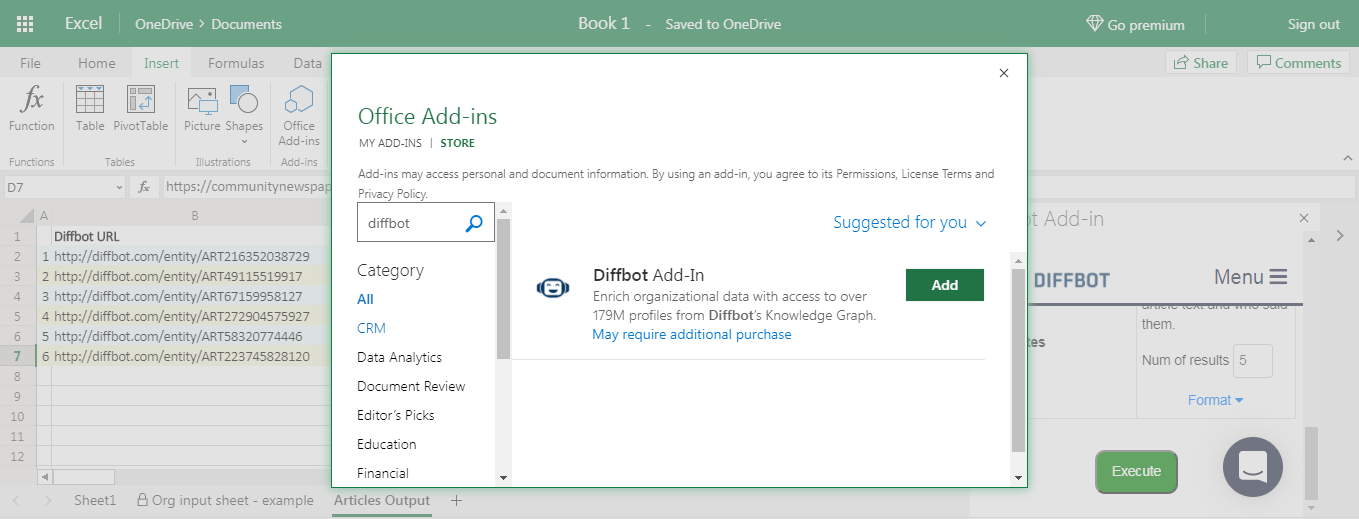 Excel
OneDrive > Documents
Book 1 - Saved to OneDrive
Go premium
Sign out
File Home Insert Formulas Data
Share
Comments
fx
Function
Table PivotTable
Picture Shapes
Office
Add-ins
Functions Tables Illustrations Add-ins
D7
fx
https://communitynewspap
A B
1 Diffbot URL
2 1 http://diffbot.com/entity/ART216352038729
3 2 http://diffbot.com/entity/ART49115519917
4 3 http://diffbot.com/entity/ART67159958127
5 4 http://diffbot.com/entity/ART272904575927
6 5 http://diffbot.com/entity/ART58320774446
7 6 http://diffbot.com/entity/ART223745828120
8
9
10
11
12
Sheet1 Org input sheet - example Articles Output +
Office Add-ins
MY ADD-INS | STORE
Add-ins may access personal and document information. By using an add-in, you agree to its Permissions, License Terms and
Privacy Policy.
diffbot
Suggested for you
Category
All
CRM
Data Analytics
Document Review
Editor's Picks
Education
Financial
Diffbot Add-In
Enrich organizational data with access to over
179M profiles from Diffbot's Knowledge Graph.
May require additional purchase
Add
ot Add-in
DIFFBOT
Menu
article text and who said
them.
tes
Num of results 5
Format
Execute